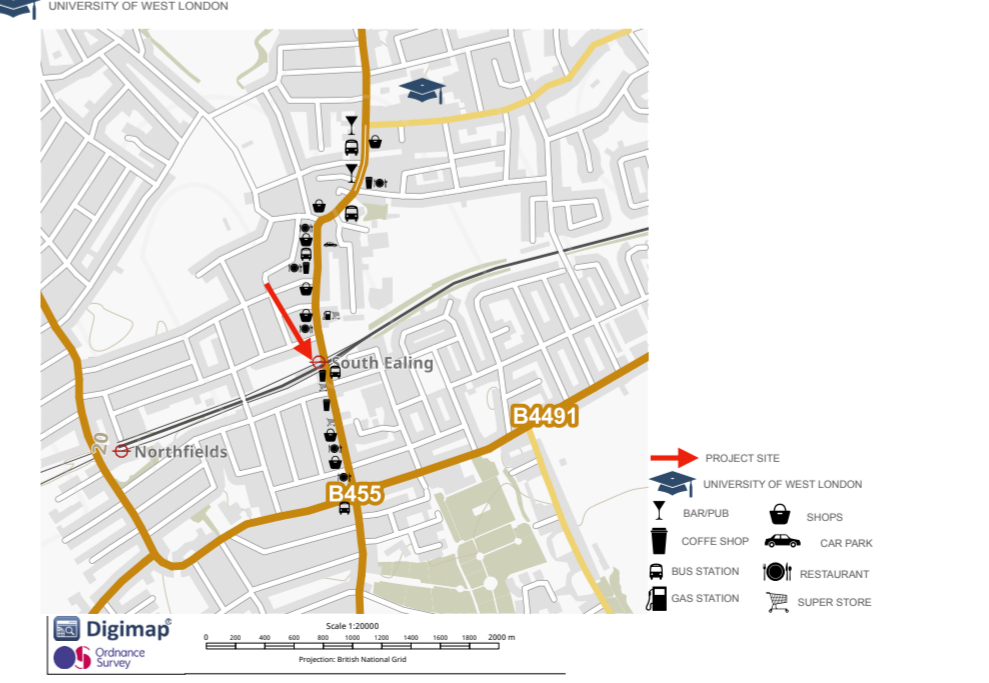 UNIVERSITY OF WEST LONDON
South Ealing
B4491
20
Northfields
B455
PROJECT SITE
UNIVERSITY OF WEST LONDON
BAR/PUB
SHOPS
COFFE SHOP
CAR PARK
BUS STATION
RESTAURANT
GAS STATION
SUPER STORE
Digimap®
Ordnance
Survey
OS
Scale 1:20000
0 200 400 600 800 1000 1200 1400 1600 1800 2000 m
Projection: British National Grid